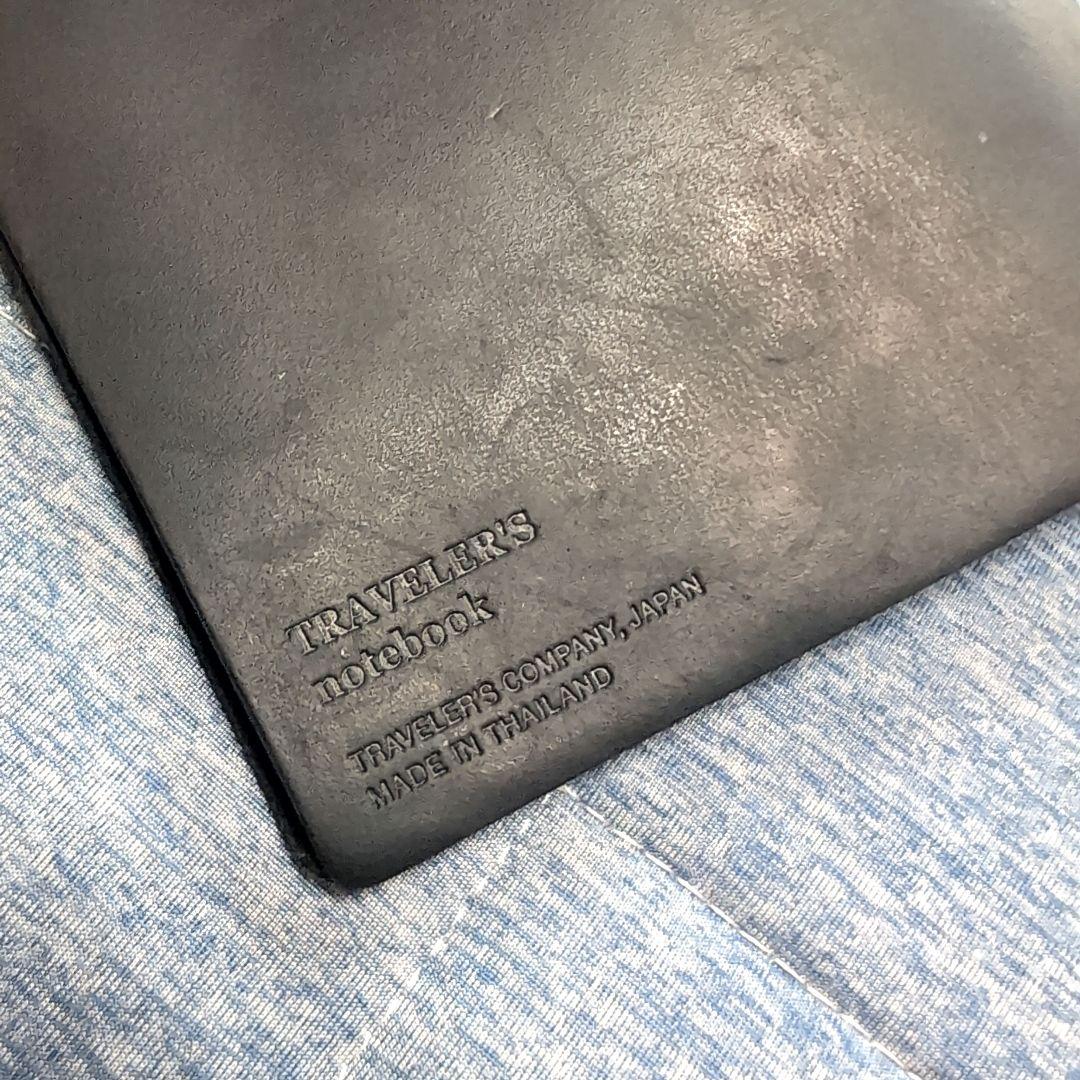 TRAVELER'S
notebook
TRAVELER'S COMPANY, JAPAN
MADE IN THAILAND